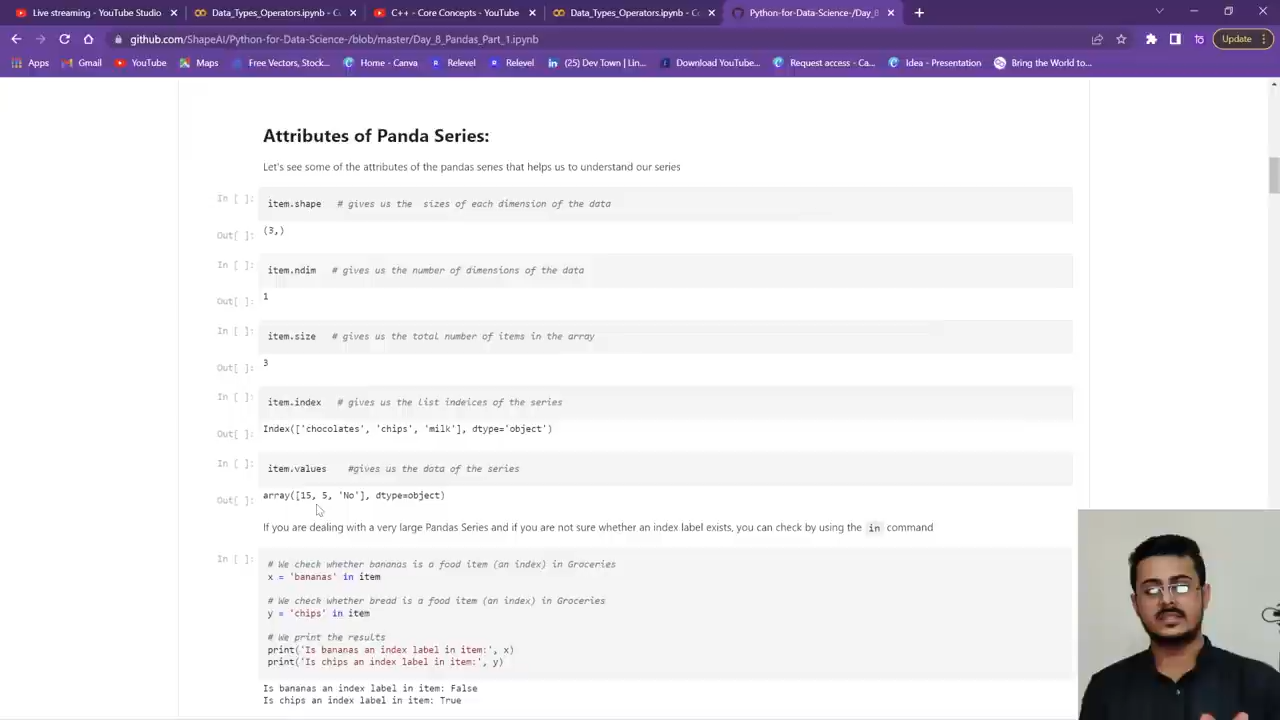 Live streaming - YouTube
Data_Types_Operators.ipynb - C
C++ - Core Concepts - YouTube
Data_Types_Operators.ipynb - C
Python-for-Data-Science-/Day_8
github.com/ShapeAI/Python-for-Data-Science-/blob/master/Day_8_Pandas_Part_1.ipynb
Update
Apps
Gmail
YouTube
Maps
Free Vectors, Stock...
Home - Canva
Relevel
Relevel
(25) Dev Town | Lin...
Download YouTube...
Request access - Ca...
Idea - Presentation
Bring the World to...
Attributes of Panda Series:
Let's see some of the attributes of the pandas series that helps us to understand our series
In [ ]: item.shape # gives us the sizes of each dimension of the data
Out[ ]: (3,)
In [ ]: item.ndim # gives us the number of dimensions of the data
Out[ ]: 1
In [ ]: item.size # gives us the total number of items in the array
Out[ ]: 3
In [ ]: item.index # gives us the list indeices of the series
Out[ ]: Index(['chocolates', 'chips', 'milk'], dtype='object')
In [ ]: item.values #gives us the data of the series
Out[ ]: array([15, 5, 'No'], dtype=object)
If you are dealing with a very large Pandas Series and if you are not sure whether an index label exists, you can check by using the in command
In [ ]: # We check whether bananas is a food item (an index) in Groceries
x = 'bananas' in item
# We check whether bread is a food item (an index) in Groceries
y = 'chips' in item
# We print the results
print('Is bananas an index label in item:', x)
print('Is chips an index label in item:', y)
Is bananas an index label in item: False
Is chips an index label in item: True